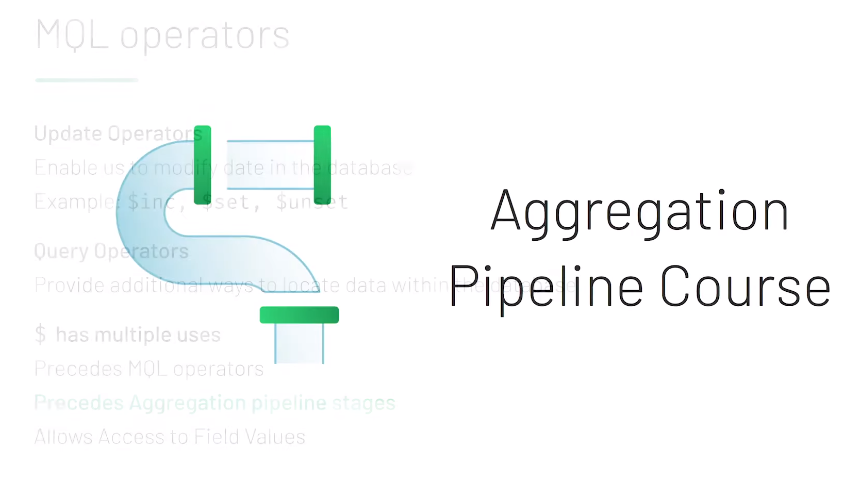 MQL operators
Update Operators
Enable us to modify date in the database
Example: $inc, $set, $unset
Query Operators
Provide additional ways to locate data within the database
$ has multiple uses
Precedes MQL operators
Precedes Aggregation pipeline stages
Allows Access to Field Values
Aggregation
Pipeline Course